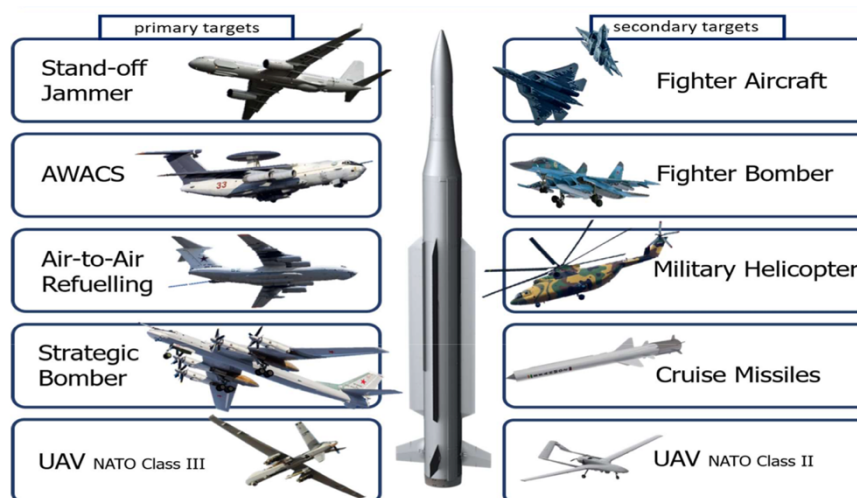 primary targets
Stand-off
Jammer
AWACS
33
Air-to-Air
Refuelling
Strategic
Bomber
UAV NATO Class III
secondary targets
Fighter Aircraft
Fighter Bomber
Military Helicopter
Cruise Missiles
UAV NATO Class II